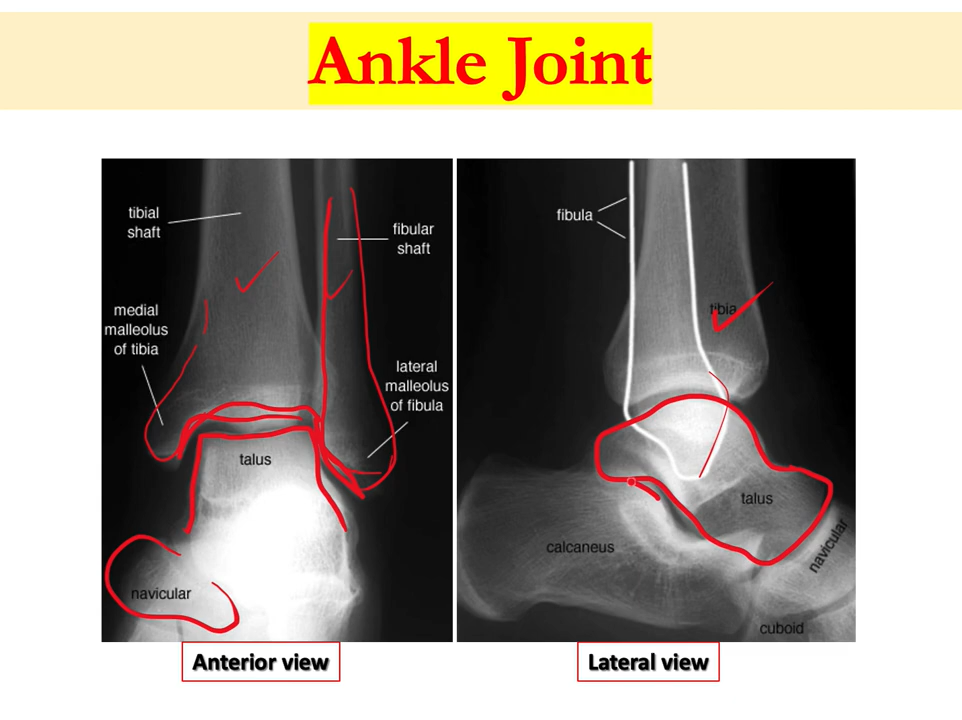 Ankle Joint
tibial
shaft
fibular
shaft
medial
malleolus
of tibia
lateral
malleolus
of fibula
talus
navicular
fibula
tibia
talus
calcaneus
navicular
cuboid
Anterior view
Lateral view